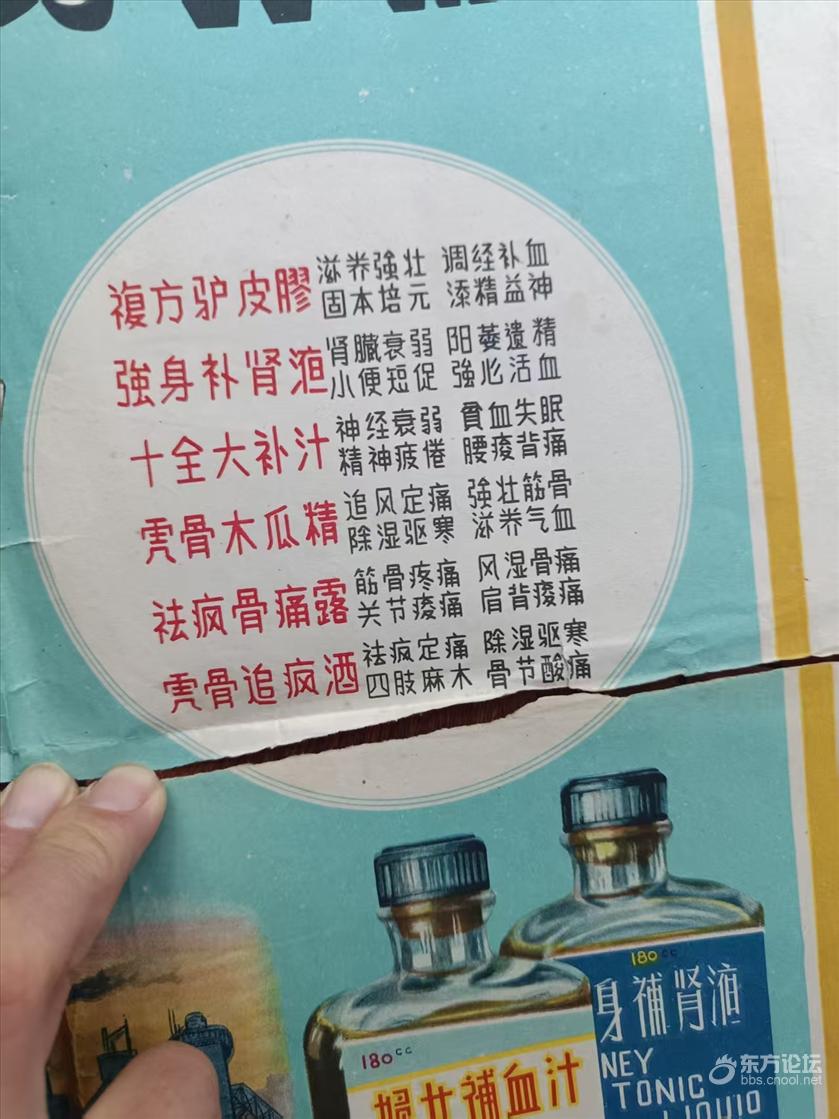 複方驴皮膠
滋养強壮 调经补血
固本培元 添精益神
強身补肾液
肾臓衰弱 阳萎遗精
小便短促 強心活血
十全大补汁
神经衰弱 貧血失眠
精神疲倦 腰痠背痛
虎骨木瓜精
追风定痛 強壮筋骨
除湿驱寒 滋养气血
祛疯骨痛露
筋骨疼痛 风湿骨痛
关节痠痛 肩背痠痛
虎骨追疯酒
祛疯定痛 除湿驱寒
四肢麻木 骨节酸痛
180cc
身補肾液
NEY
TONIC
LIQUID
180cc
女補血汁
东方论坛
bbs.cnool.net